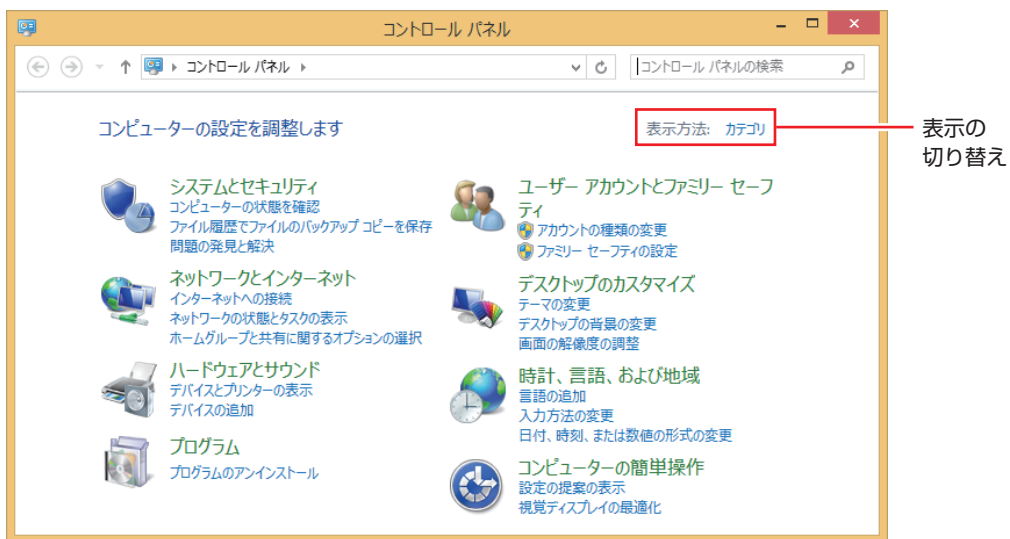 コントロール パネル
コントロール パネル
コントロール パネルの検索
コンピューターの設定を調整します
表示方法: カテゴリ
表示の
切り替え
システムとセキュリティ
コンピューターの状態を確認
ファイル履歴でファイルのバックアップ コピーを保存
問題の発見と解決
ネットワークとインターネット
インターネットへの接続
ネットワークの状態とタスクの表示
ホームグループと共有に関するオプションの選択
ハードウェアとサウンド
デバイスとプリンターの表示
デバイスの追加
プログラム
プログラムのアンインストール
ユーザー アカウントとファミリー セーフ
ティ
アカウントの種類の変更
ファミリー セーフティの設定
デスクトップのカスタマイズ
テーマの変更
デスクトップの背景の変更
画面の解像度の調整
時計、言語、および地域
言語の追加
入力方法の変更
日付、時刻、または数値の形式の変更
コンピューターの簡単操作
設定の提案の表示
視覚ディスプレイの最適化